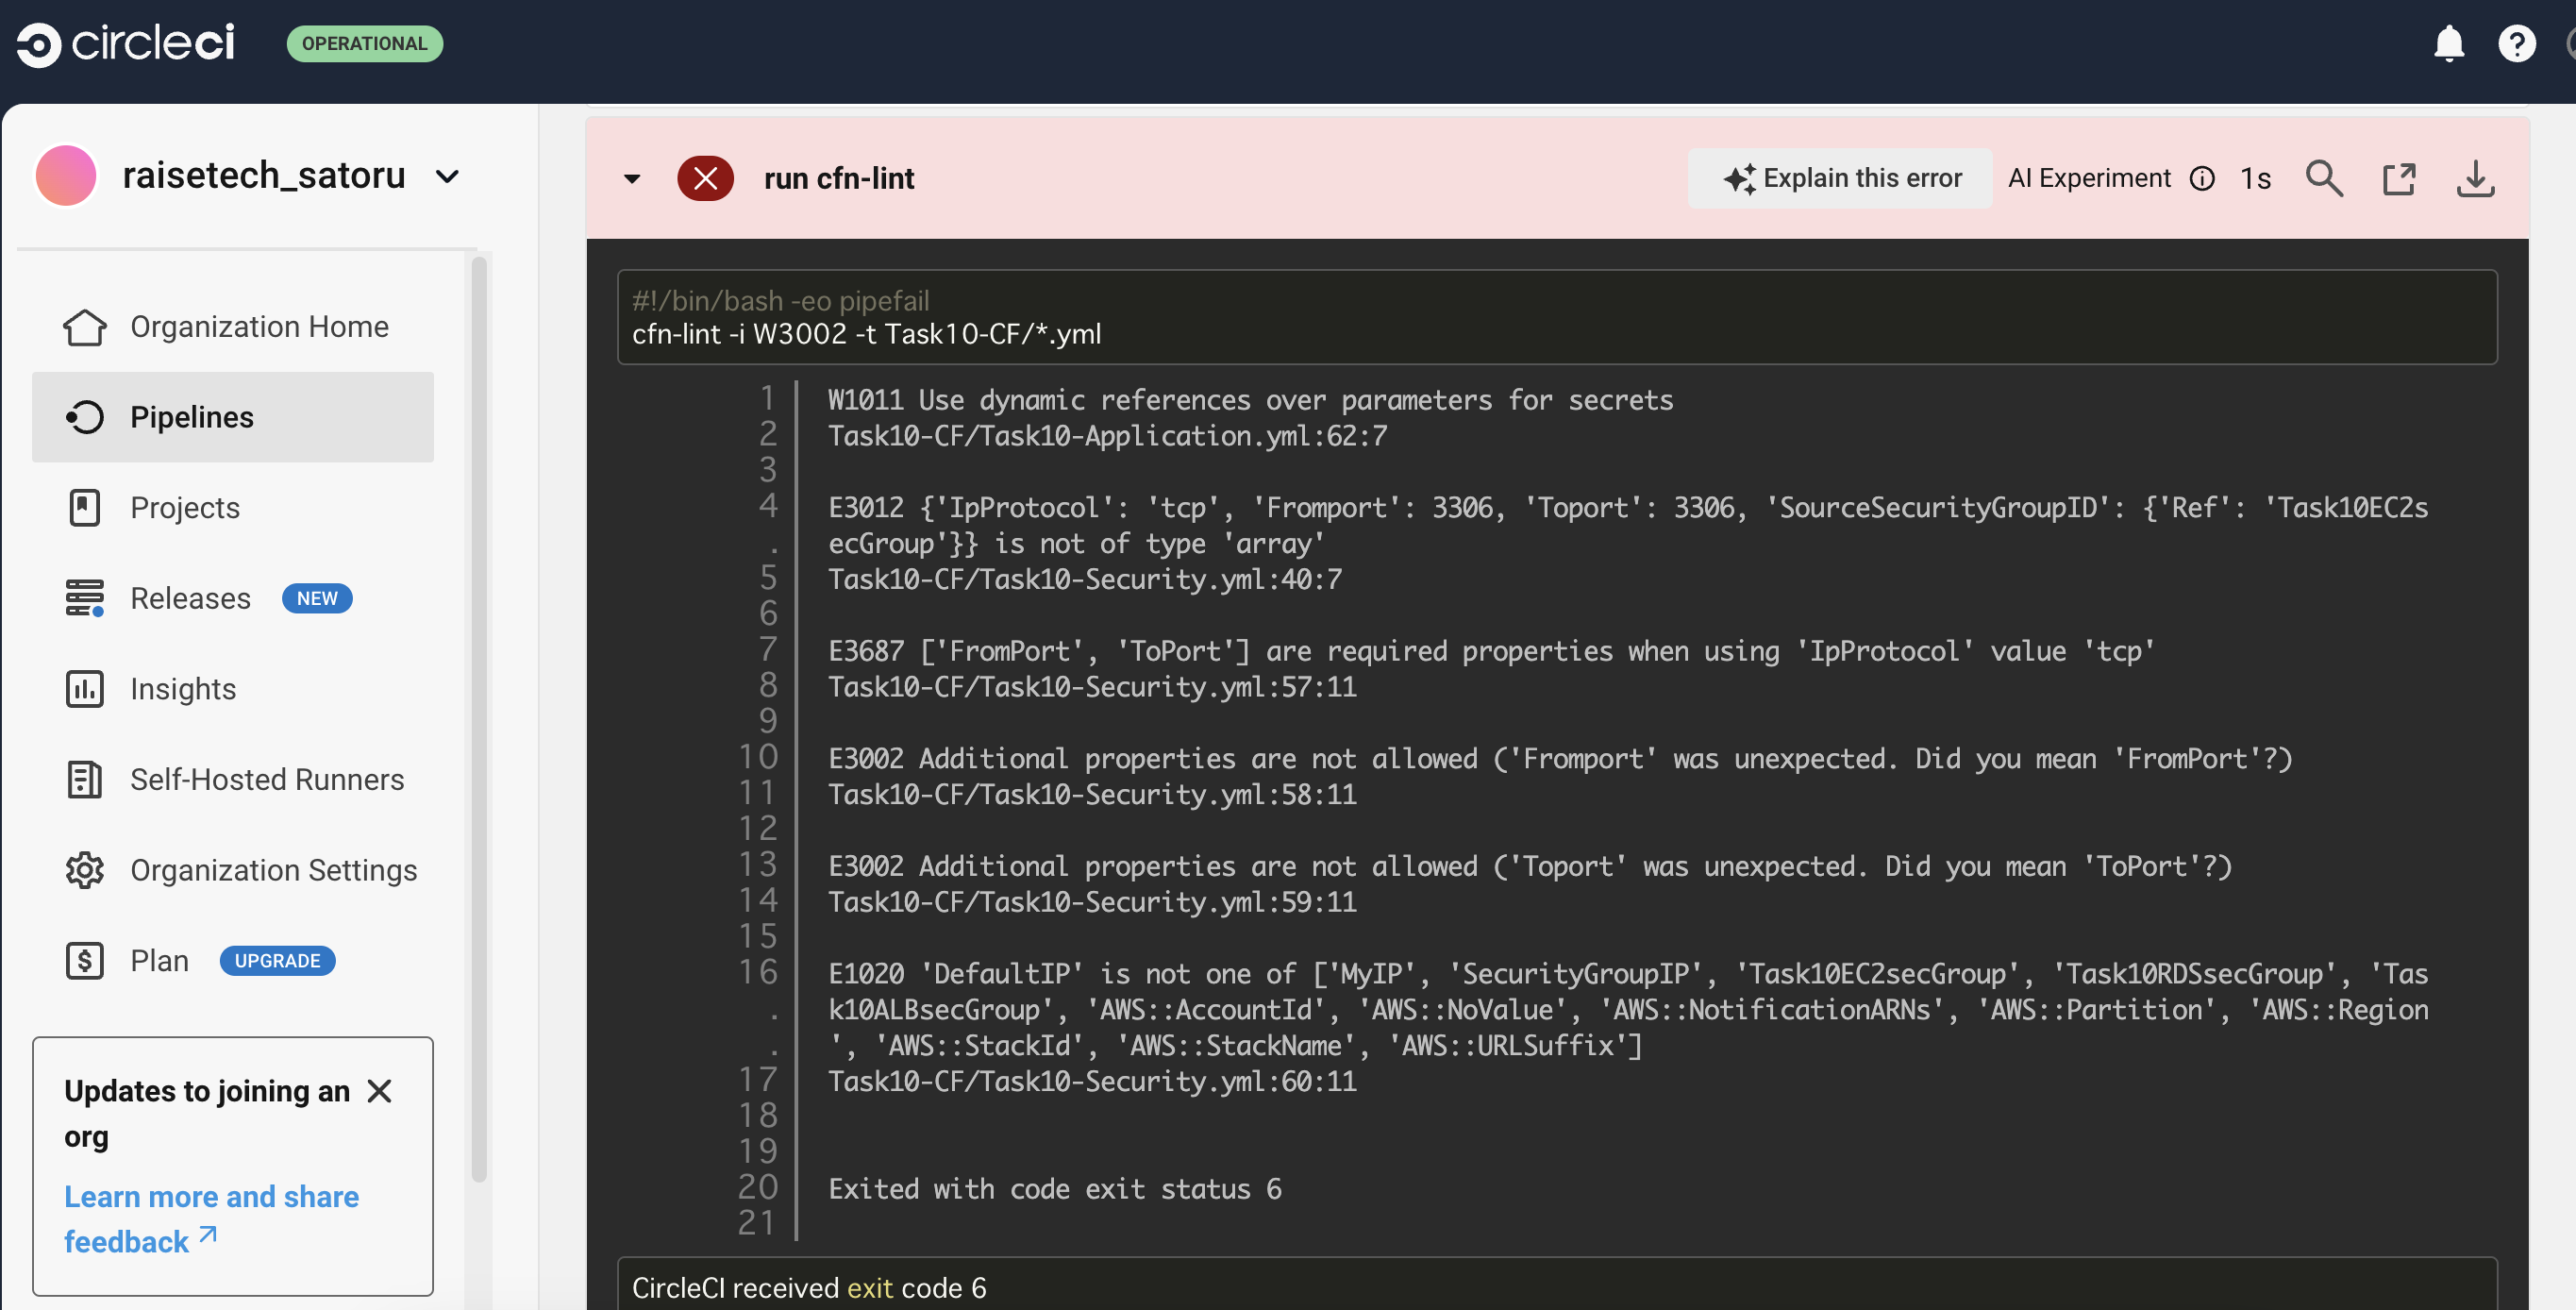 circleci
OPERATIONAL
raisetech_satoru
Organization Home
Pipelines
Projects
Releases NEW
Insights
Self-Hosted Runners
Organization Settings
Plan UPGRADE
Updates to joining an
org
Learn more and share
feedback
run cfn-lint
Explain this error
AI Experiment
1s
#!/bin/bash -eo pipefail
cfn-lint -i W3002 -t Task10-CF/*.yml
1 W1011 Use dynamic references over parameters for secrets
2 Task10-CF/Task10-Application.yml:62:7
3
4 E3012 {'IpProtocol': 'tcp', 'Fromport': 3306, 'Toport': 3306, 'SourceSecurityGroupID': {'Ref': 'Task10EC2s
. ecGroup'}} is not of type 'array'
5 Task10-CF/Task10-Security.yml:40:7
6
7 E3687 ['FromPort', 'ToPort'] are required properties when using 'IpProtocol' value 'tcp'
8 Task10-CF/Task10-Security.yml:57:11
9
10 E3002 Additional properties are not allowed ('Fromport' was unexpected. Did you mean 'FromPort'?)
11 Task10-CF/Task10-Security.yml:58:11
12
13 E3002 Additional properties are not allowed ('Toport' was unexpected. Did you mean 'ToPort'?)
14 Task10-CF/Task10-Security.yml:59:11
15
16 E1020 'DefaultIP' is not one of ['MyIP', 'SecurityGroupIP', 'Task10EC2secGroup', 'Task10RDSsecGroup', 'Tas
. k10ALBsecGroup', 'AWS::AccountId', 'AWS::NoValue', 'AWS::NotificationARNs', 'AWS::Partition', 'AWS::Region
. ', 'AWS::StackId', 'AWS::StackName', 'AWS::URLSuffix']
17 Task10-CF/Task10-Security.yml:60:11
18
19
20 Exited with code exit status 6
21
CircleCI received exit code 6